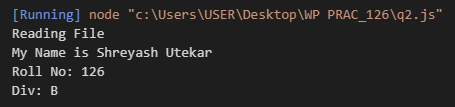 [Running] node "c:\Users\USER\Desktop\WP PRAC_126\q2.js"
Reading File
My Name is Shreyash Utekar
Roll No: 126
Div: B